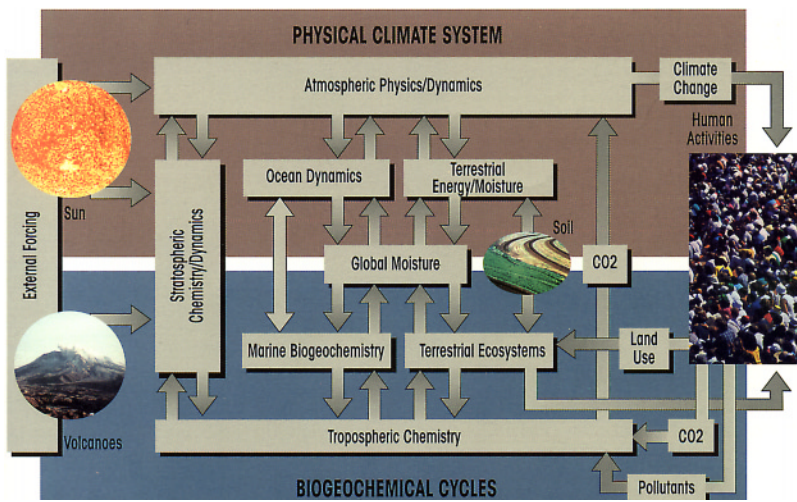 PHYSICAL CLIMATE SYSTEM
Atmospheric Physics/Dynamics
Climate
Change
Human
Activities
External Forcing
Sun
Stratospheric
Chemistry/Dynamics
Ocean Dynamics
Terrestrial
Energy/Moisture
Soil
Global Moisture
CO2
Marine Biogeochemistry
Terrestrial Ecosystems
Land
Use
Volcanoes
Tropospheric Chemistry
CO2
Pollutants
BIOGEOCHEMICAL CYCLES